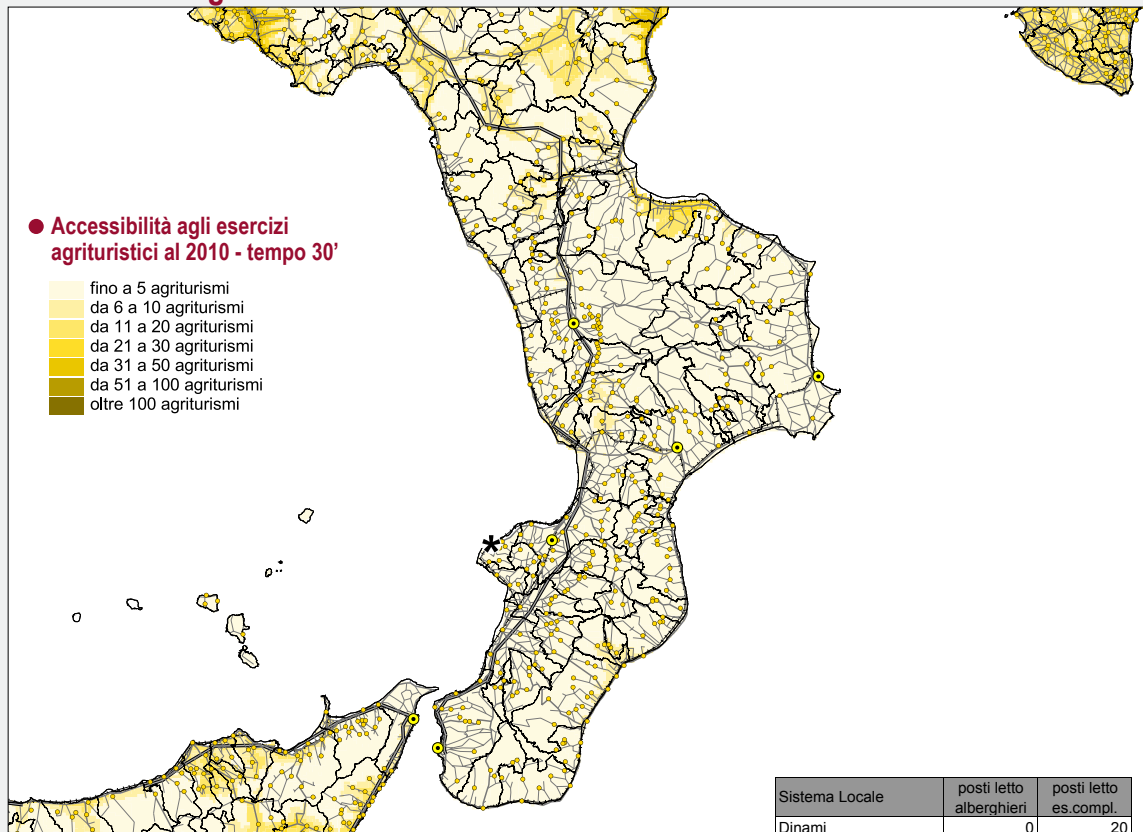 ● Accessibilità agli esercizi
agrituristici al 2010 - tempo 30'
fino a 5 agriturismi
da 6 a 10 agriturismi
da 11 a 20 agriturismi
da 21 a 30 agriturismi
da 31 a 50 agriturismi
da 51 a 100 agriturismi
oltre 100 agriturismi
*
Sistema Locale posti letto alberghieri posti letto es.compl.
Dinami 0 20